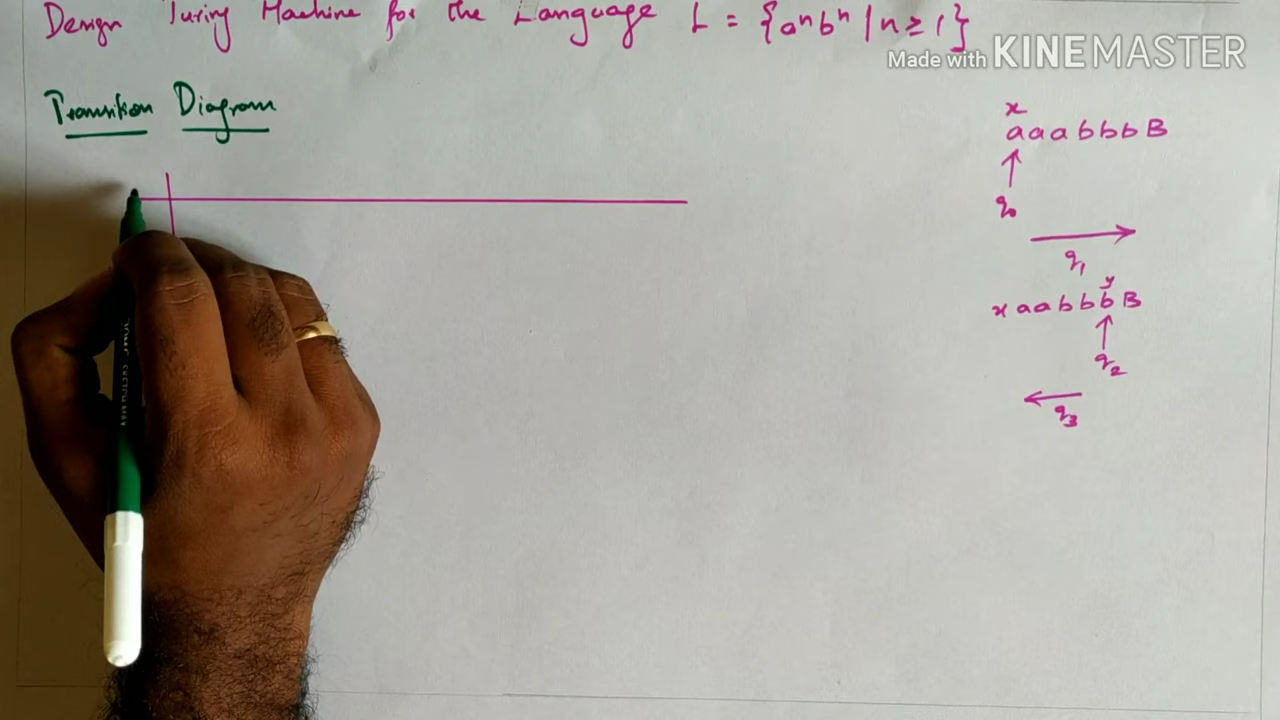 Design Turing Machine for the Language L = {aⁿbⁿ | n ≥ 1}
Made with KINEMASTER
Transition Diagram
x
aaabbbB
q₀
q₁
y
xaabbbB
q₂
q₃